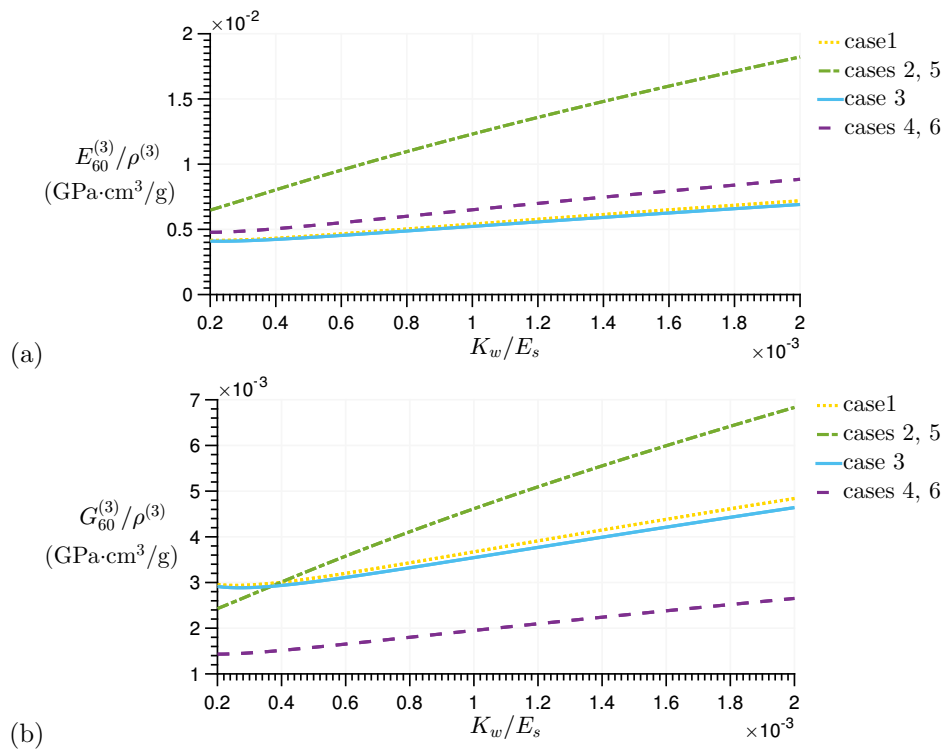 ×10⁻²
2
1.5
1
0.5
0
E₆₀⁽³⁾/ρ⁽³⁾
(GPa·cm³/g)
0.2 0.4 0.6 0.8 1 1.2 1.4 1.6 1.8 2
K_w/E_s
×10⁻³
case1
cases 2, 5
case 3
cases 4, 6
(a)
×10⁻³
7
6
5
4
3
2
1
G₆₀⁽³⁾/ρ⁽³⁾
(GPa·cm³/g)
0.2 0.4 0.6 0.8 1 1.2 1.4 1.6 1.8 2
K_w/E_s
×10⁻³
case1
cases 2, 5
case 3
cases 4, 6
(b)